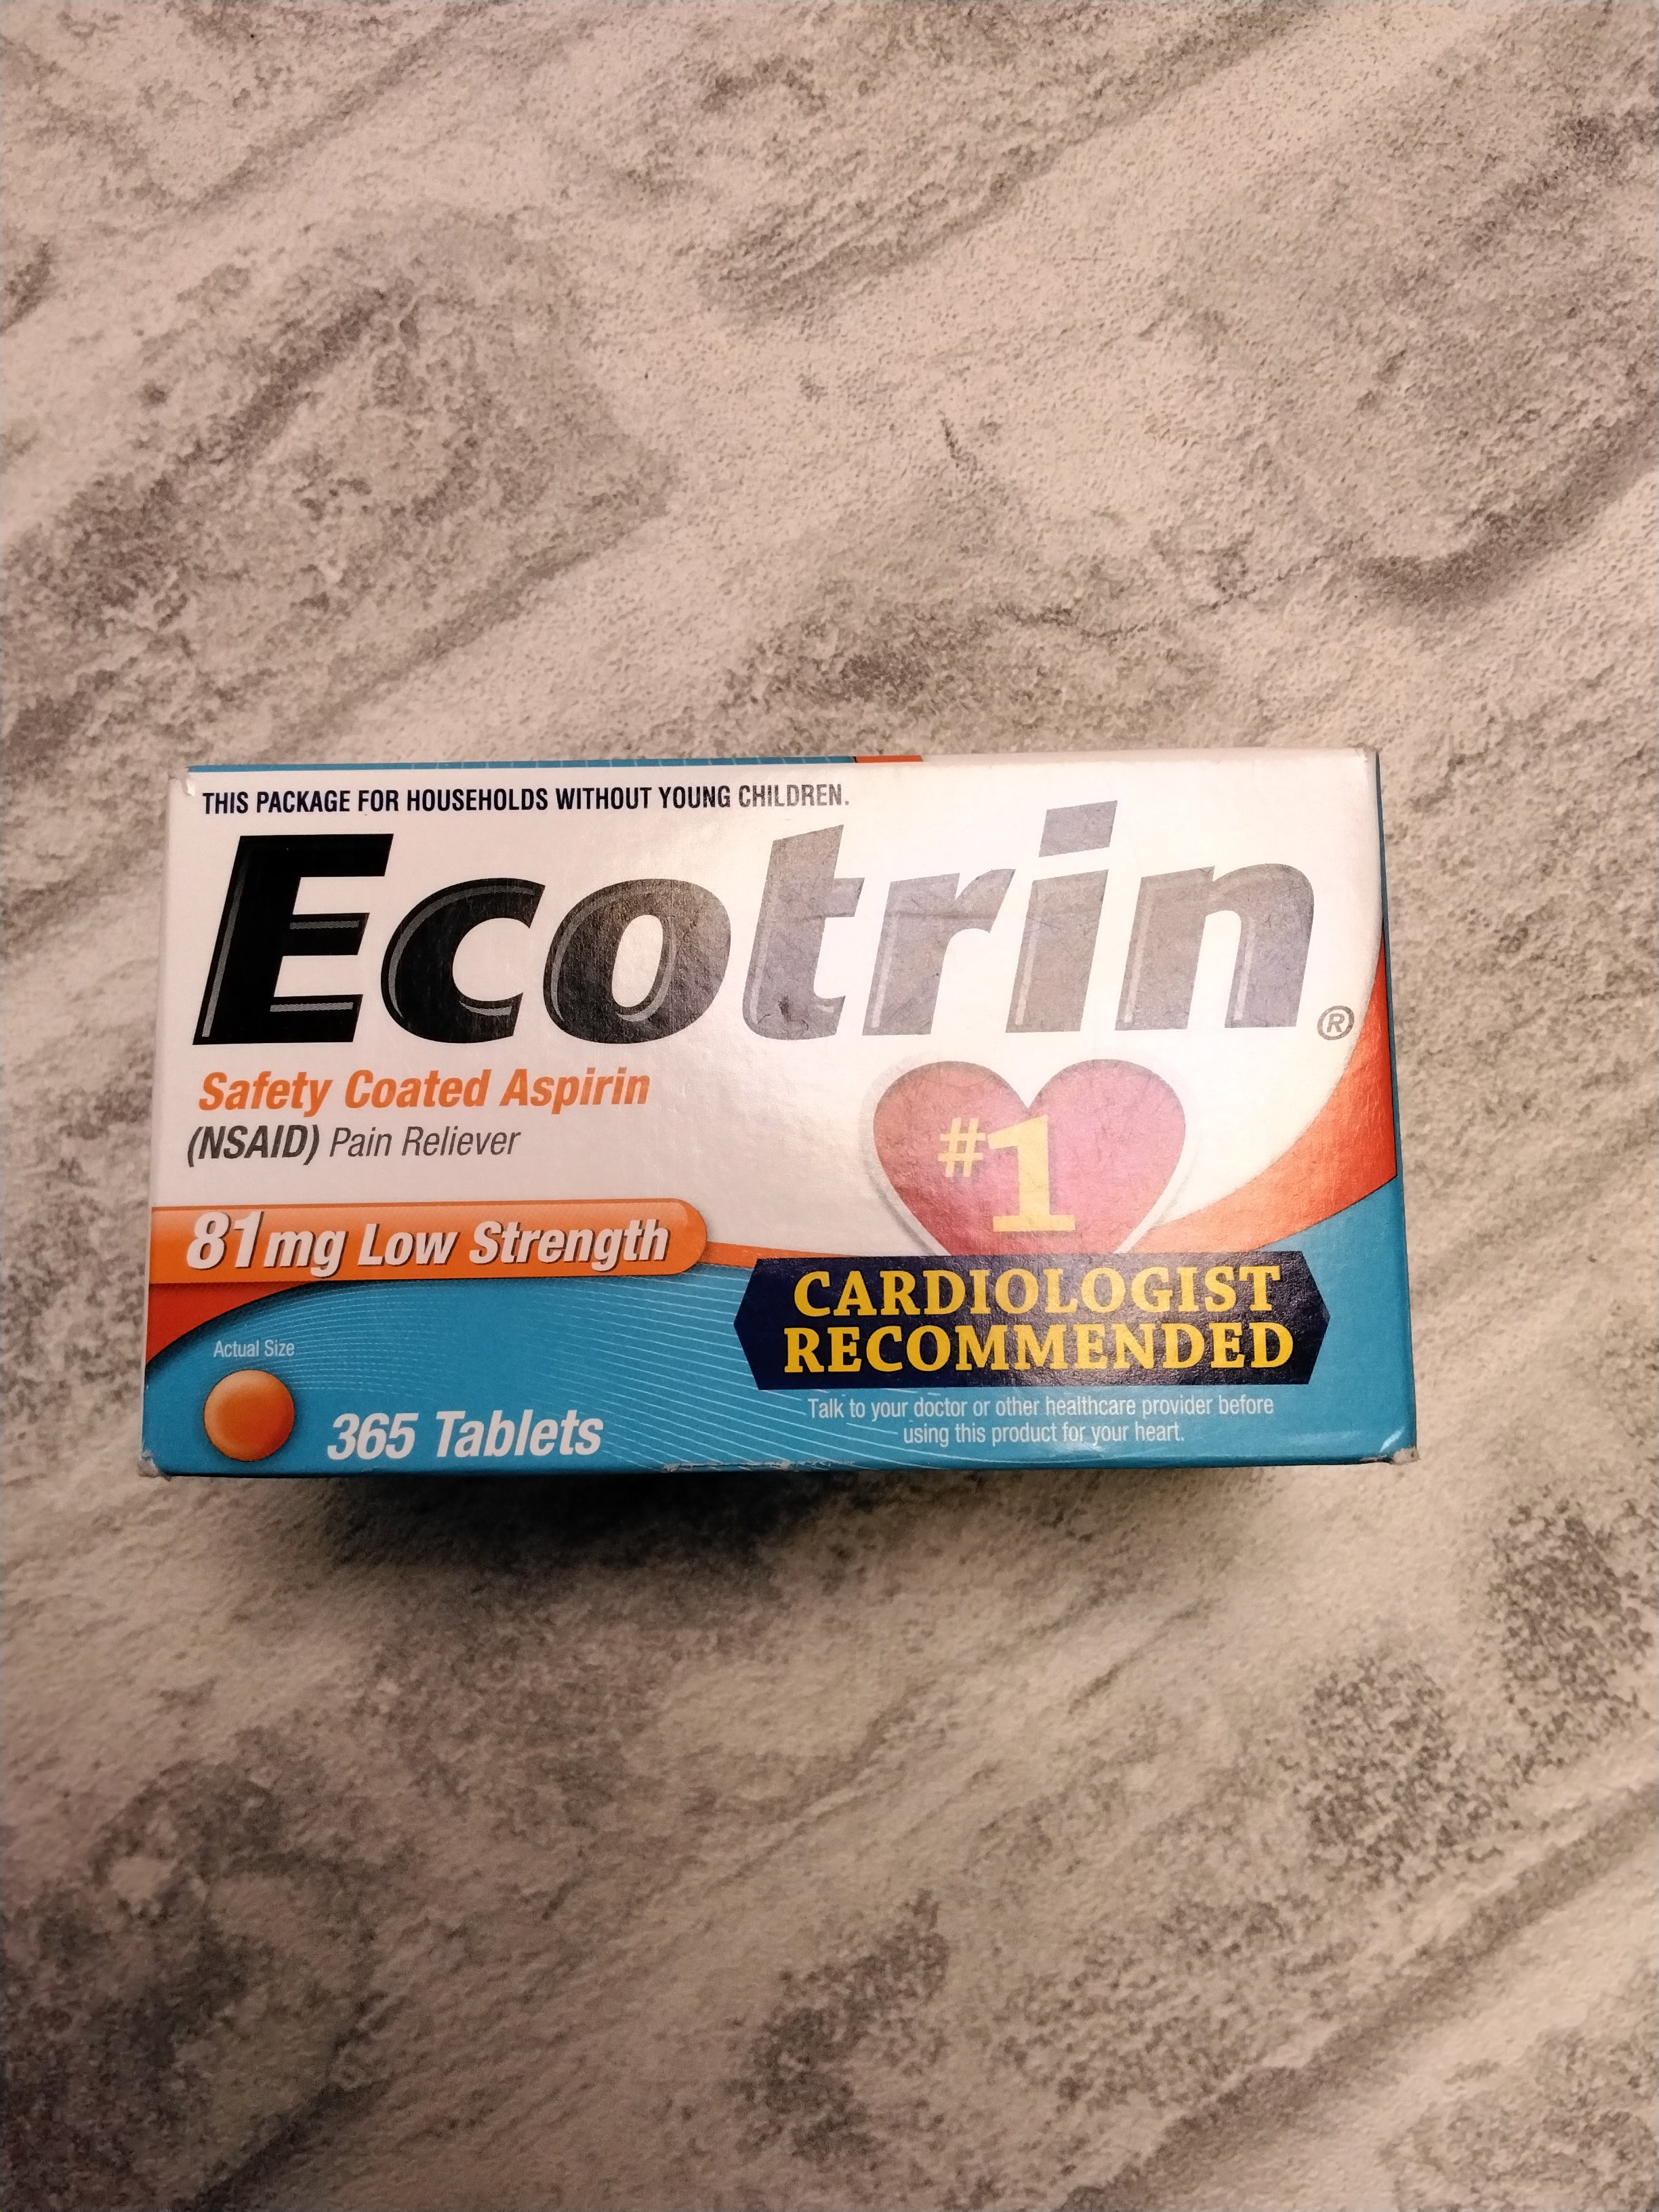 THIS PACKAGE FOR HOUSEHOLDS WITHOUT YOUNG CHILDREN.
Ecotrin®
Safety Coated Aspirin
(NSAID) Pain Reliever
81mg Low Strength
#1
CARDIOLOGIST
RECOMMENDED
Talk to your doctor or other healthcare provider before
using this product for your heart.
Actual Size
365 Tablets